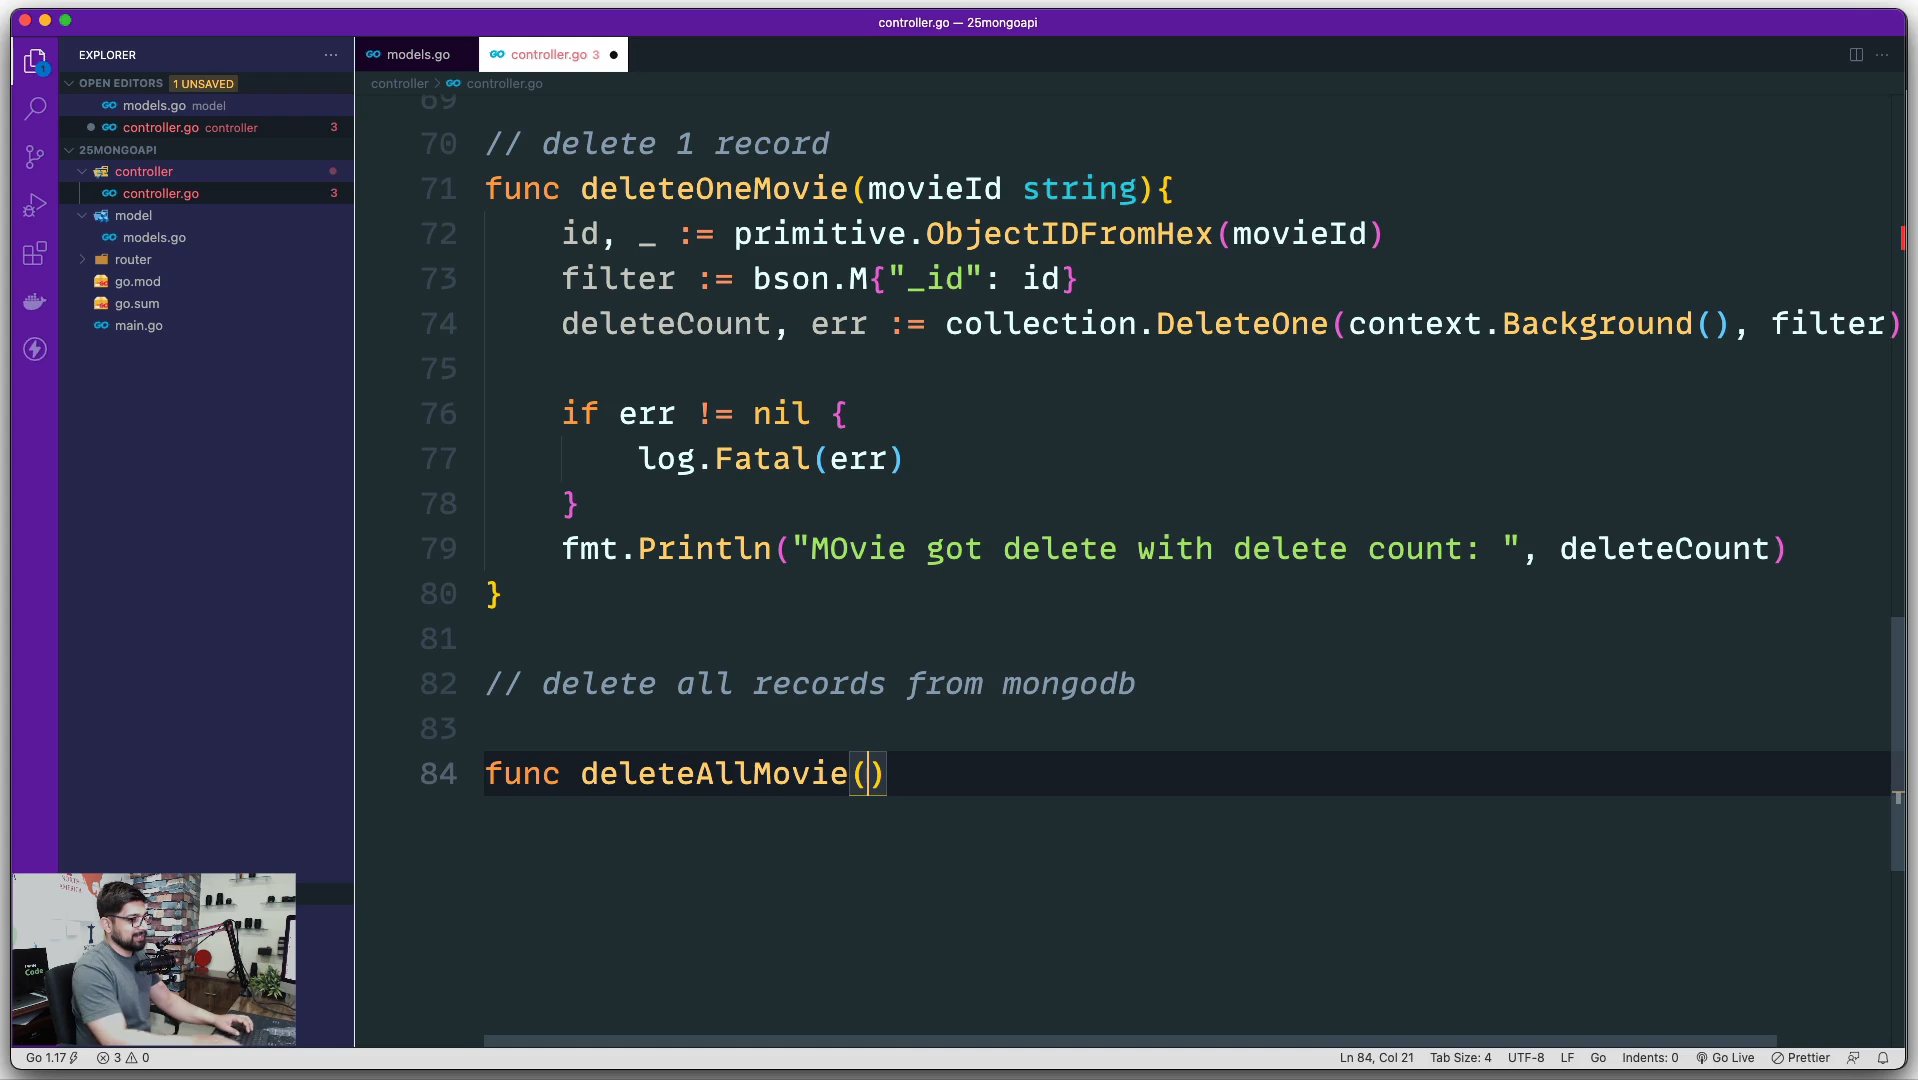 controller.go — 25mongoapi
EXPLORER
OPEN EDITORS 1 UNSAVED
models.go model
controller.go controller 3
25MONGOAPI
controller
controller.go 3
model
models.go
router
go.mod
go.sum
main.go
1
models.go
controller.go 3
controller > controller.go
69
70 // delete 1 record
71 func deleteOneMovie(movieId string){
72 id, _ := primitive.ObjectIDFromHex(movieId)
73 filter := bson.M{"_id": id}
74 deleteCount, err := collection.DeleteOne(context.Background(), filter)
75
76 if err != nil {
77 log.Fatal(err)
78 }
79 fmt.Println("MOvie got delete with delete count: ", deleteCount)
80 }
81
82 // delete all records from mongodb
83
84 func deleteAllMovie()
NORTH
AMERICA
Code
Go 1.17 3 0
Ln 84, Col 21 Tab Size: 4 UTF-8 LF Go Indents: 0 Go Live Prettier